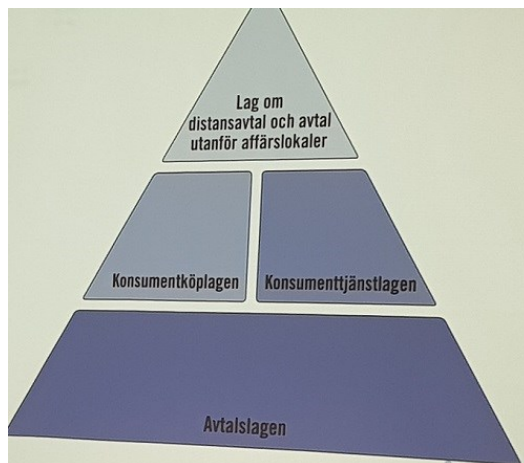 Lag om
distansavtal och avtal
utanför affärslokaler
Konsumentköplagen
Konsumenttjänstlagen
Avtalslagen